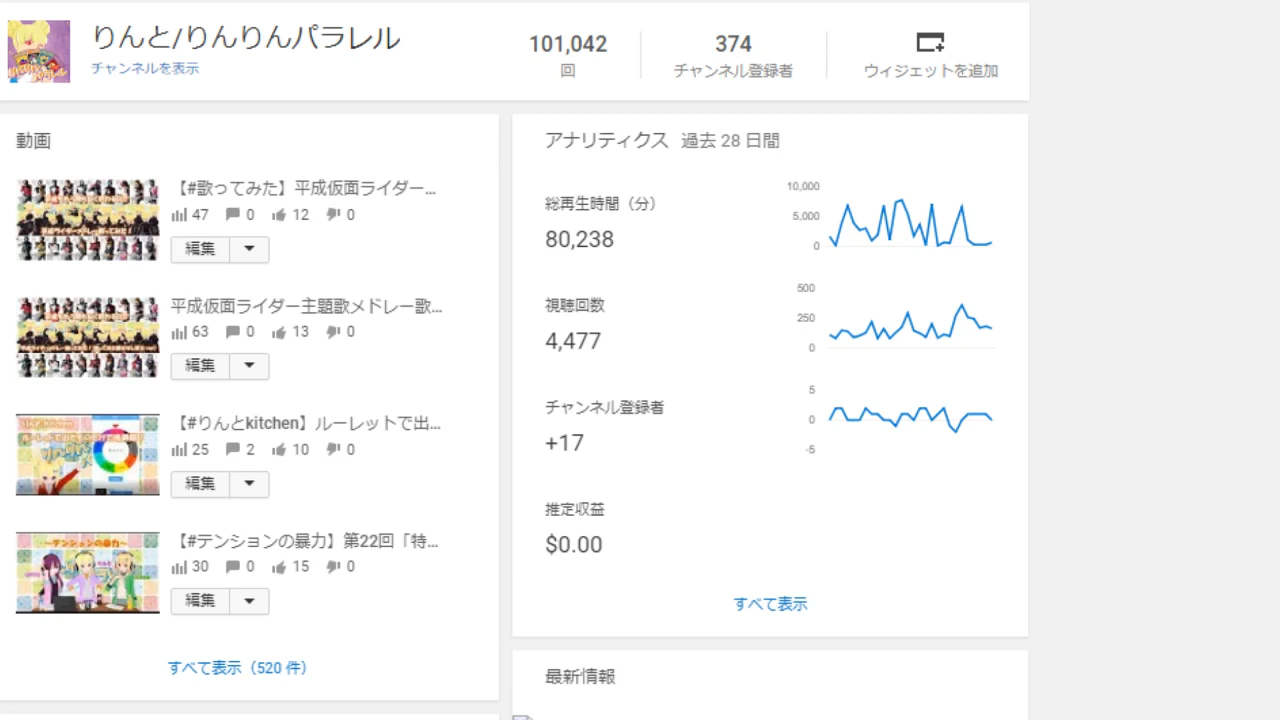 りんと/りんりんパラレル
チャンネルを表示
101,042
回
374
チャンネル登録者
ウィジェットを追加
動画
【#歌ってみた】平成仮面ライダー...
47 0 12 0
編集
平成仮面ライダー主題歌メドレー歌...
63 0 13 0
編集
【#りんとkitchen】ルーレットで出...
25 2 10 0
編集
～テンションの暴力～
【#テンションの暴力】第22回「特...
30 0 15 0
編集
すべて表示（520 件）
アナリティクス 過去 28 日間
総再生時間（分）
80,238
10,000
5,000
0
視聴回数
4,477
500
250
0
チャンネル登録者
+17
5
0
-5
推定収益
$0.00
すべて表示
最新情報